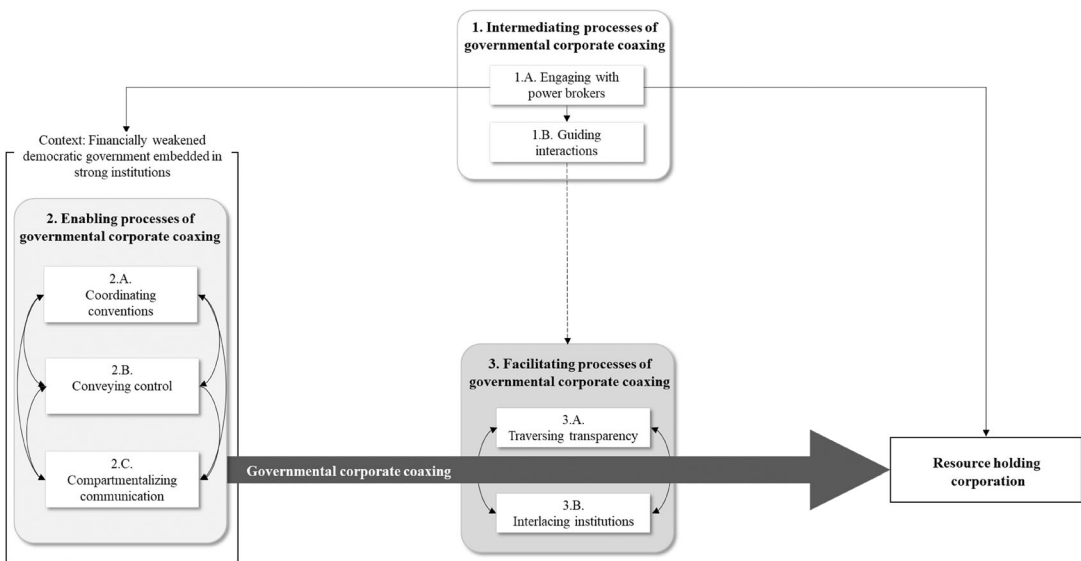 1. Intermediating processes of
governmental corporate coaxing
1.A. Engaging with
power brokers
1.B. Guiding
interactions
Context: Financially weakened
democratic government embedded in
strong institutions
2. Enabling processes of
governmental corporate coaxing
2.A.
Coordinating
conventions
2.B.
Conveying control
2.C.
Compartmentalizing
communication
3. Facilitating processes of
governmental corporate coaxing
3.A.
Traversing transparency
Governmental corporate coaxing
3.B.
Interlacing institutions
Resource holding
corporation